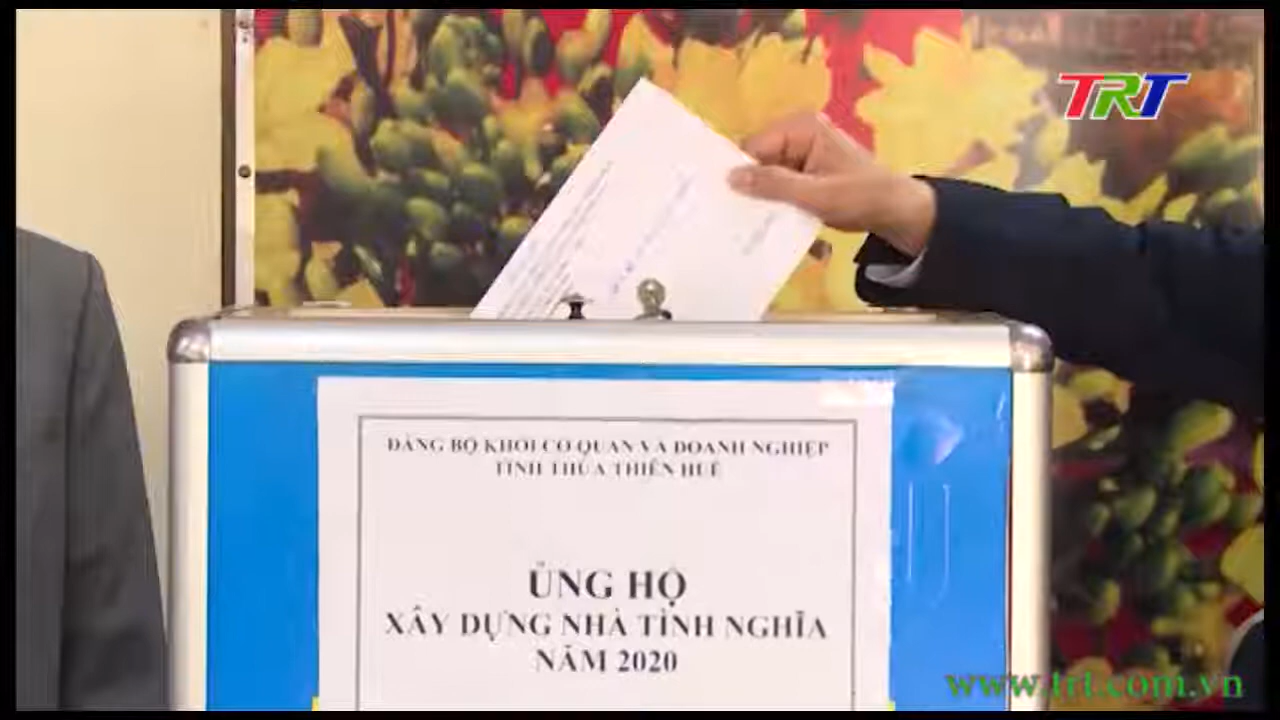 TRT
ĐẢNG BỘ KHỐI CƠ QUAN VÀ DOANH NGHIỆP
TỈNH THỪA THIÊN HUẾ
ỦNG HỘ
XÂY DỰNG NHÀ TÌNH NGHĨA
NĂM 2020
www.trt.com.vn